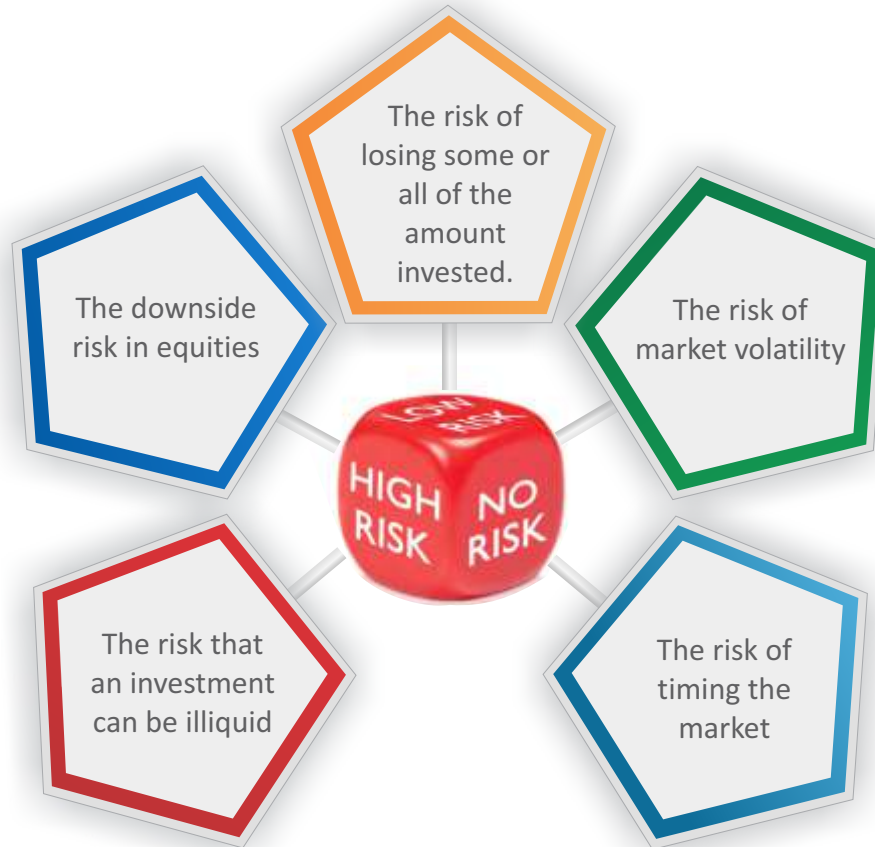 The risk of
losing some or
all of the
amount
invested.
The downside
risk in equities
The risk of
market volatility
LOW
RISK
HIGH
RISK
NO
RISK
The risk that
an investment
can be illiquid
The risk of
timing the
market